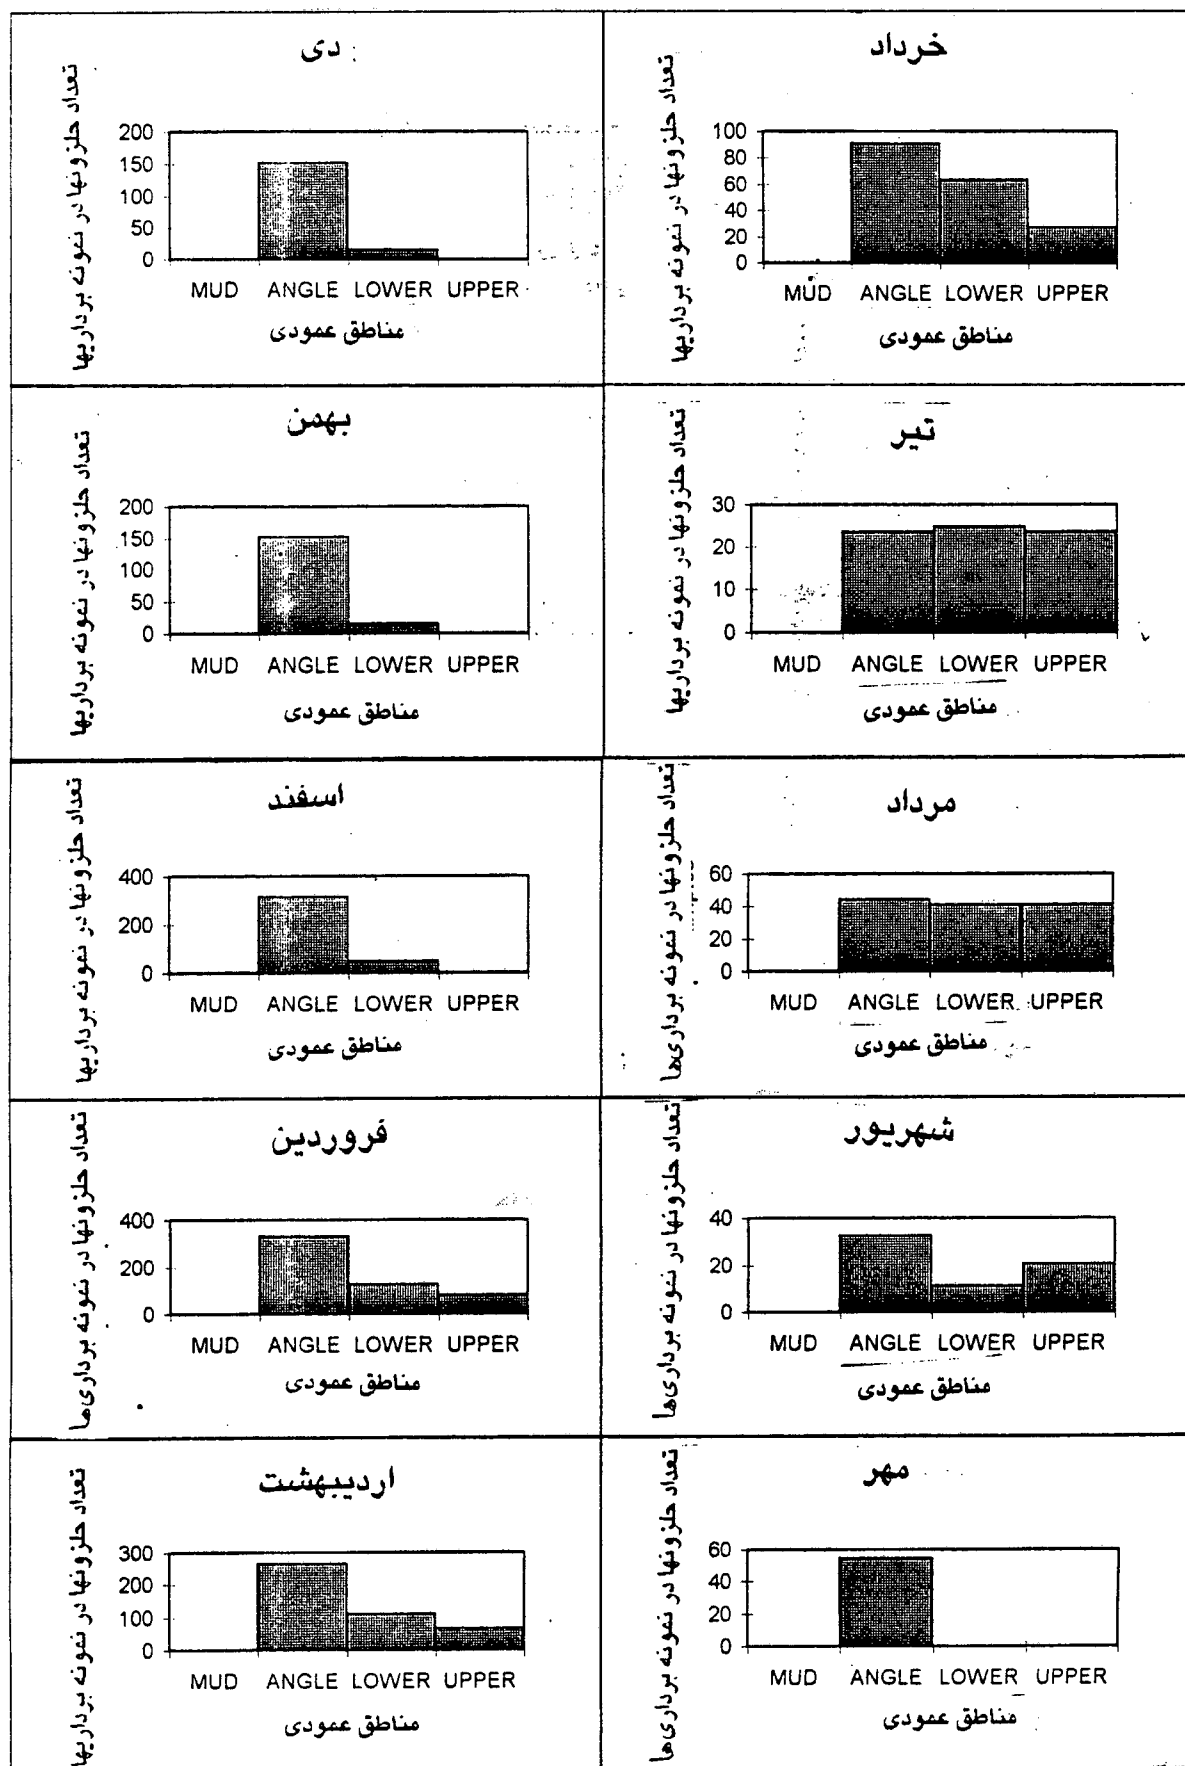 دی
تعداد حلزونها در نمونه برداریها
200
150
100
50
0
MUD ANGLE LOWER UPPER
مناطق عمودی
خرداد
تعداد حلزونها در نمونه برداریها
100
80
60
40
20
0
MUD ANGLE LOWER UPPER
مناطق عمودی
بهمن
تعداد حلزونها در نمونه برداریها
200
150
100
50
0
MUD ANGLE LOWER UPPER
مناطق عمودی
تیر
تعداد حلزونها در نمونه برداریها
30
20
10
0
MUD ANGLE LOWER UPPER
مناطق عمودی
اسفند
تعداد حلزونها در نمونه برداریها
400
200
0
MUD ANGLE LOWER UPPER
مناطق عمودی
مرداد
تعداد حلزونها در نمونه برداری‌ها
60
40
20
0
MUD ANGLE LOWER UPPER
مناطق عمودی
فروردین
تعداد حلزونها در نمونه برداری‌ها
400
200
0
MUD ANGLE LOWER UPPER
مناطق عمودی
شهریور
تعداد حلزونها در نمونه برداری‌ها
40
20
0
MUD ANGLE LOWER UPPER
مناطق عمودی
اردیبهشت
تعداد حلزونها در نمونه برداریها
300
200
100
0
MUD ANGLE LOWER UPPER
مناطق عمودی
مهر
تعداد حلزونها در نمونه برداری‌ها
60
40
20
0
MUD ANGLE LOWER UPPER
مناطق عمودی